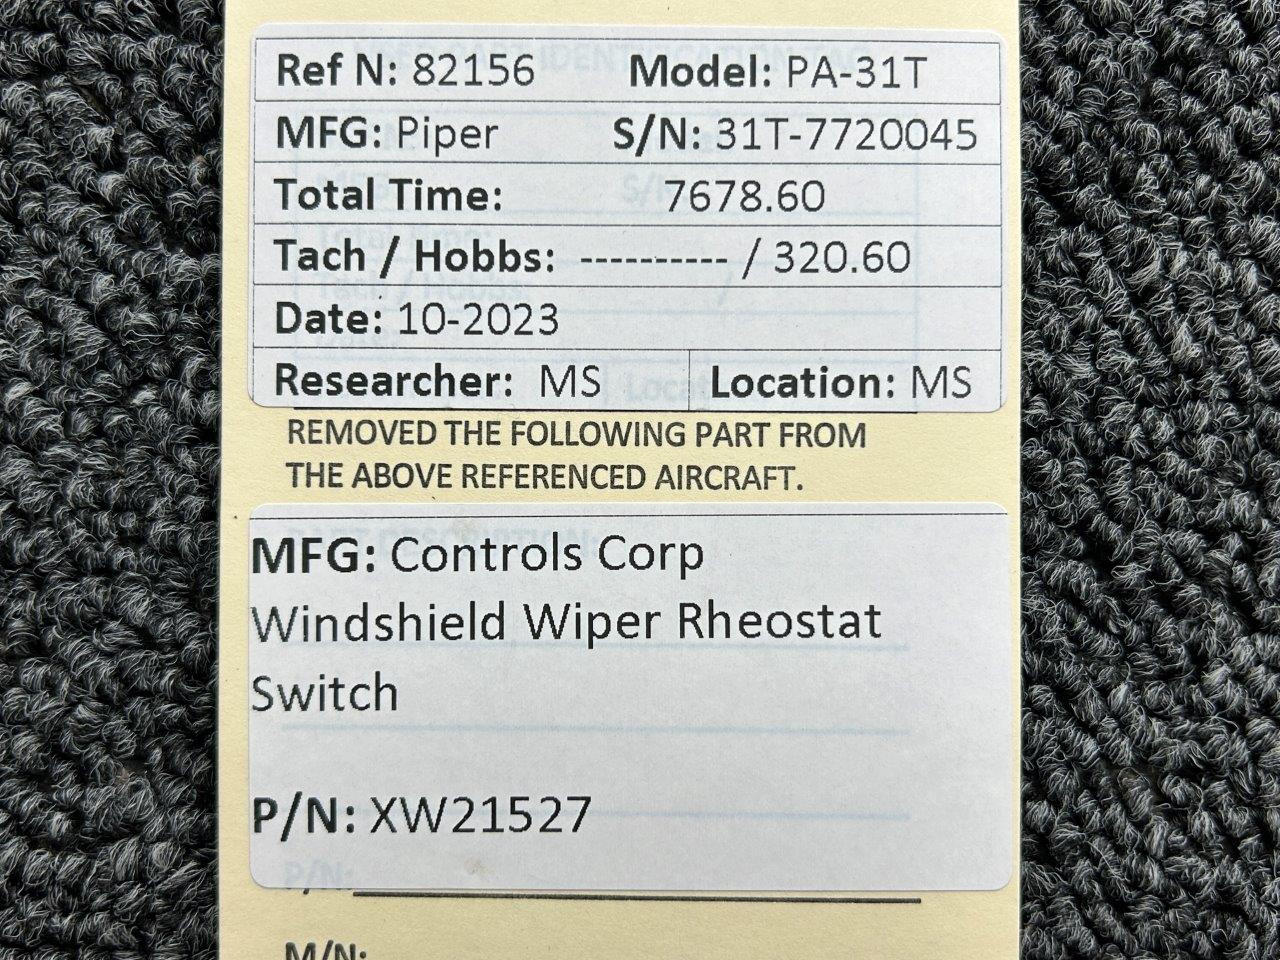 Ref N: 82156 Model: PA-31T
MFG: Piper S/N: 31T-7720045
Total Time: 7678.60
Tach / Hobbs: ---------- / 320.60
Date: 10-2023
Researcher: MS Location: MS
REMOVED THE FOLLOWING PART FROM
THE ABOVE REFERENCED AIRCRAFT.
MFG: Controls Corp
Windshield Wiper Rheostat
Switch
P/N: XW21527
P/N:
M/N: